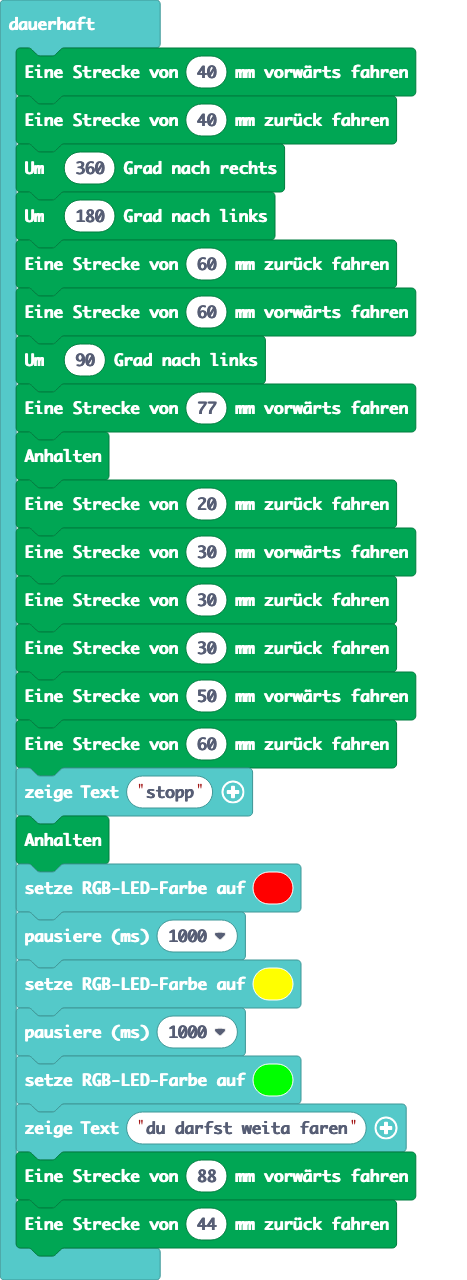 dauerhaft
Eine Strecke von 40 mm vorwärts fahren
Eine Strecke von 40 mm zurück fahren
Um 360 Grad nach rechts
Um 180 Grad nach links
Eine Strecke von 60 mm zurück fahren
Eine Strecke von 60 mm vorwärts fahren
Um 90 Grad nach links
Eine Strecke von 77 mm vorwärts fahren
Anhalten
Eine Strecke von 20 mm zurück fahren
Eine Strecke von 30 mm vorwärts fahren
Eine Strecke von 30 mm zurück fahren
Eine Strecke von 30 mm zurück fahren
Eine Strecke von 50 mm vorwärts fahren
Eine Strecke von 60 mm zurück fahren
zeige Text "stopp"
Anhalten
setze RGB-LED-Farbe auf
pausiere (ms) 1000
setze RGB-LED-Farbe auf
pausiere (ms) 1000
setze RGB-LED-Farbe auf
zeige Text "du darfst weita faren"
Eine Strecke von 88 mm vorwärts fahren
Eine Strecke von 44 mm zurück fahren